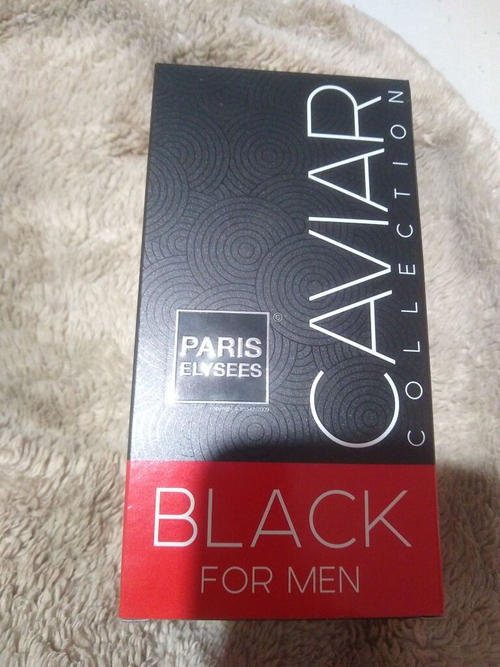 CAVIAR
COLLECTION
PARIS
ELYSEES
©
BLACK
FOR MEN